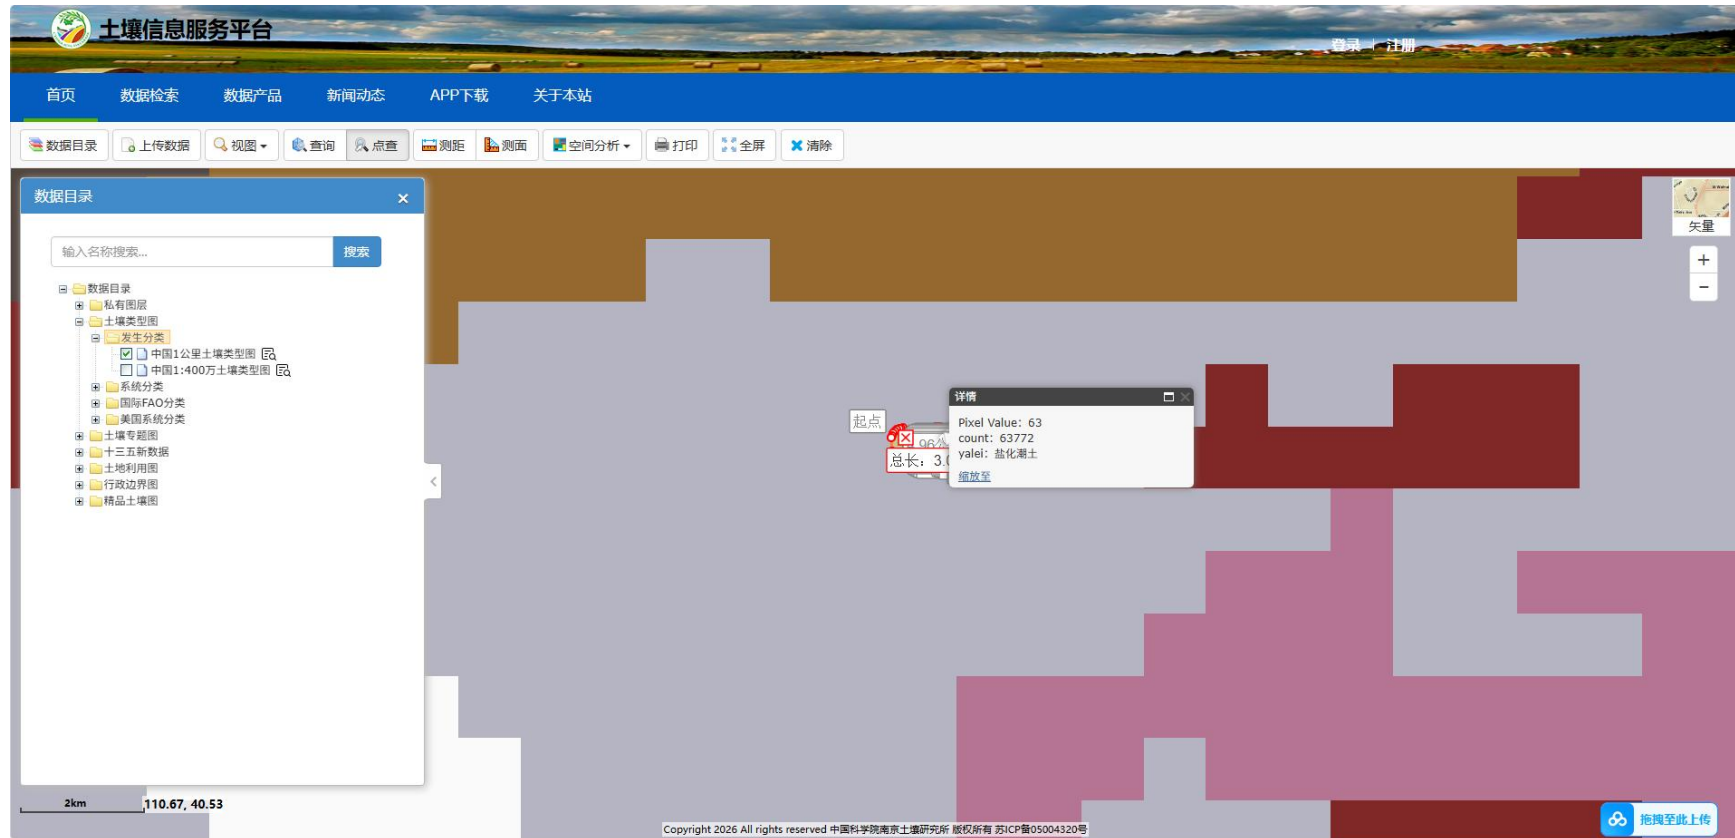 土壤信息服务平台
登录 | 注册
首页 数据检索 数据产品 新闻动态 APP下载 关于本站
数据目录 上传数据 视图 查询 点查 测距 测面 空间分析 打印 全屏 清除
数据目录 ×
输入名称搜索... 搜索
数据目录
私有图层
土壤类型图
发生分类
中国1公里土壤类型图
中国1:400万土壤类型图
系统分类
国际FAO分类
美国系统分类
土壤专题图
十三五新数据
土地利用图
行政边界图
精品土壤图
矢量
+
−
起点
96
总长：3.
详情
Pixel Value: 63
count: 63772
yalei: 盐化潮土
缩放至
2km
110.67, 40.53
Copyright 2026 All rights reserved 中国科学院南京土壤研究所 版权所有 苏ICP备05004320号
拖拽至此上传